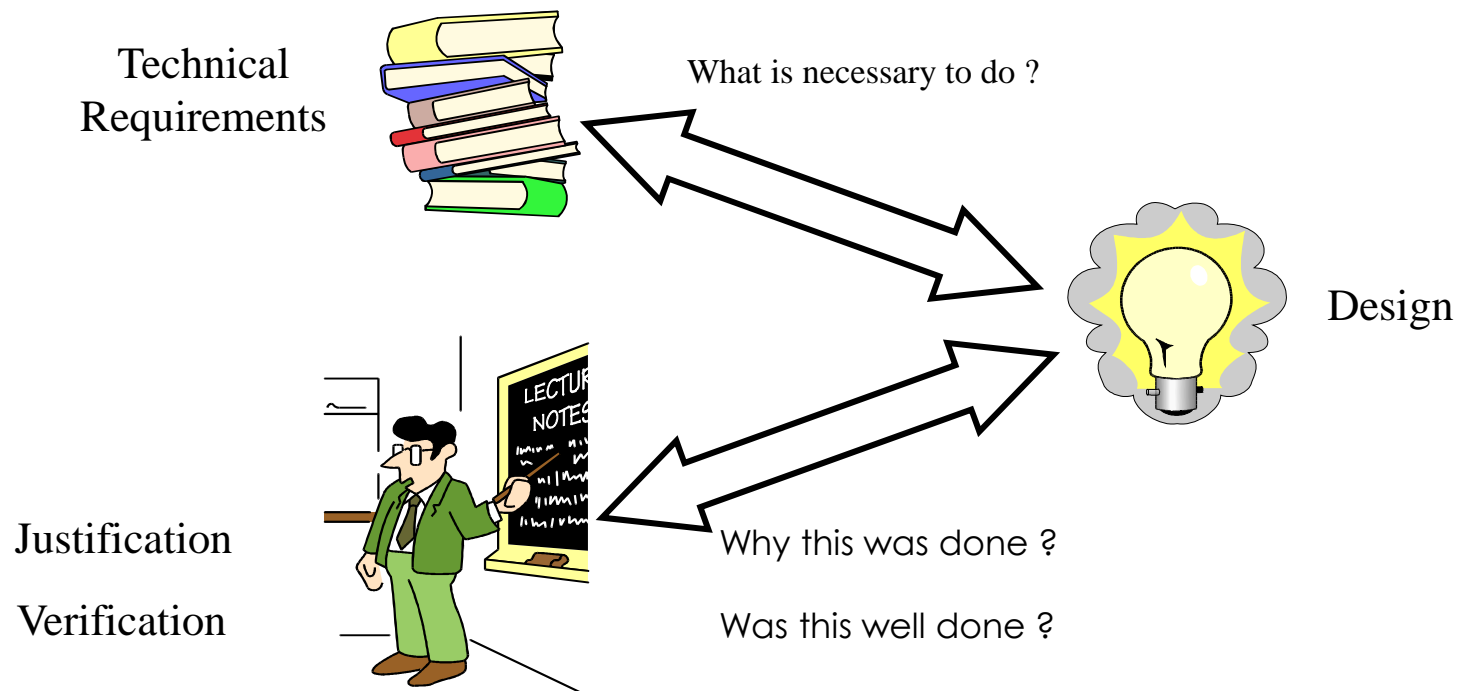 Technical
Requirements
What is necessary to do ?
Design
LECTUR
NOTES
Justification
Why this was done ?
Verification
Was this well done ?